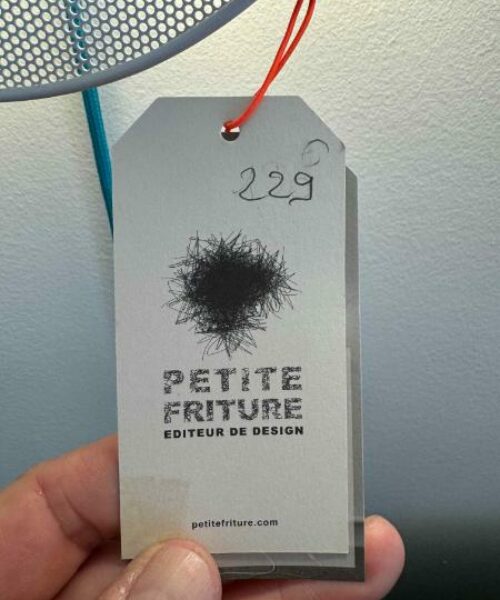 229
PETITE
FRITURE
EDITEUR DE DESIGN
petitefriture.com